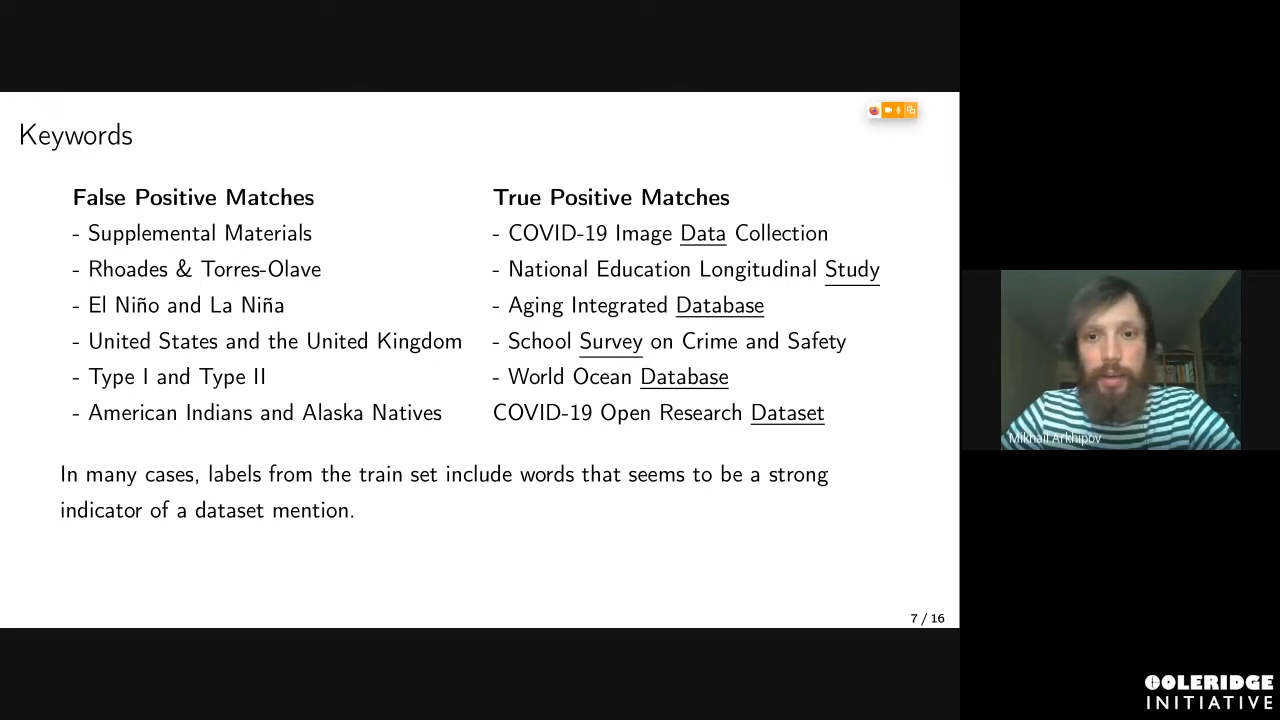 Keywords
False Positive Matches
- Supplemental Materials
- Rhoades & Torres-Olave
- El Niño and La Niña
- United States and the United Kingdom
- Type I and Type II
- American Indians and Alaska Natives
True Positive Matches
- COVID-19 Image Data Collection
- National Education Longitudinal Study
- Aging Integrated Database
- School Survey on Crime and Safety
- World Ocean Database
COVID-19 Open Research Dataset
In many cases, labels from the train set include words that seems to be a strong
indicator of a dataset mention.
7 / 16
Mikhail Arkhipov
COLERIDGE
INITIATIVE